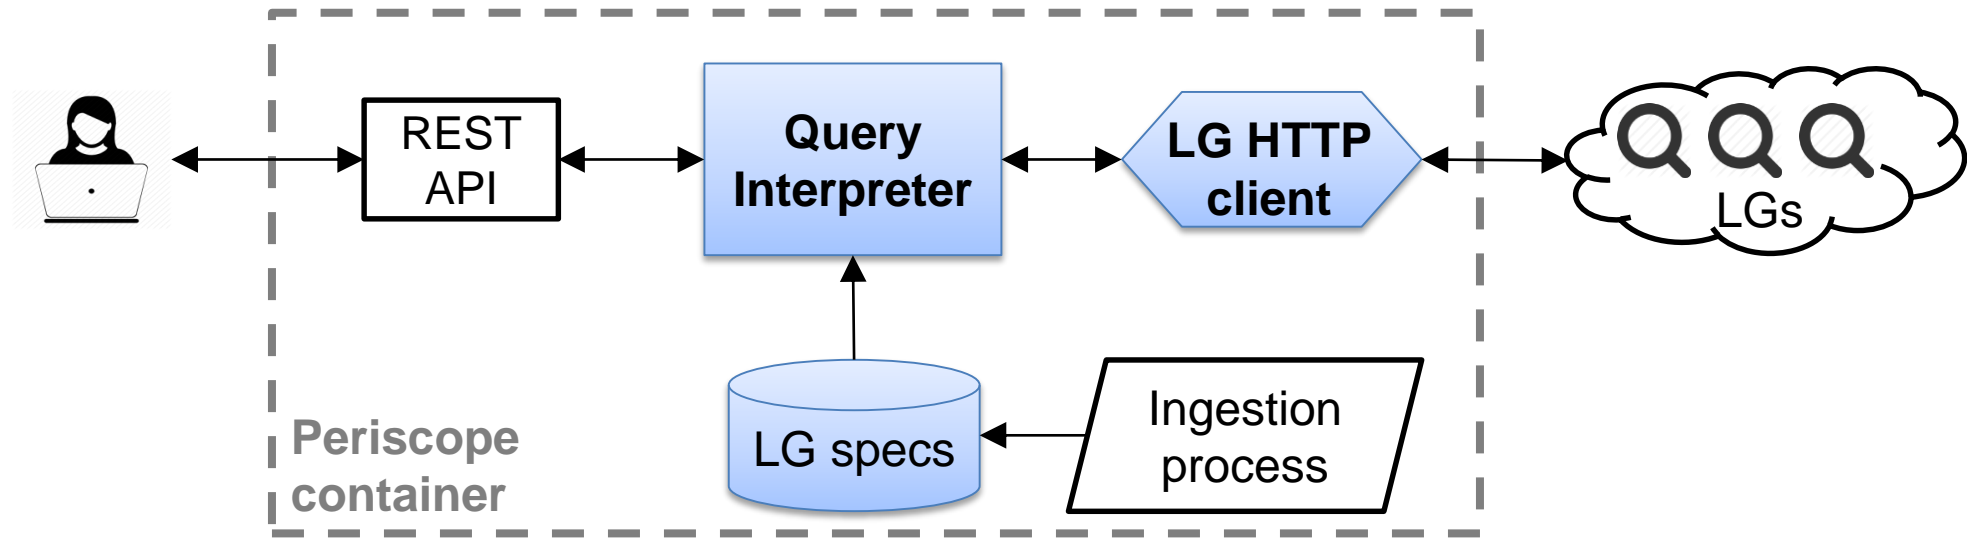 REST
API
Query
Interpreter
LG HTTP
client
LGs
Periscope
container
LG specs
Ingestion
process